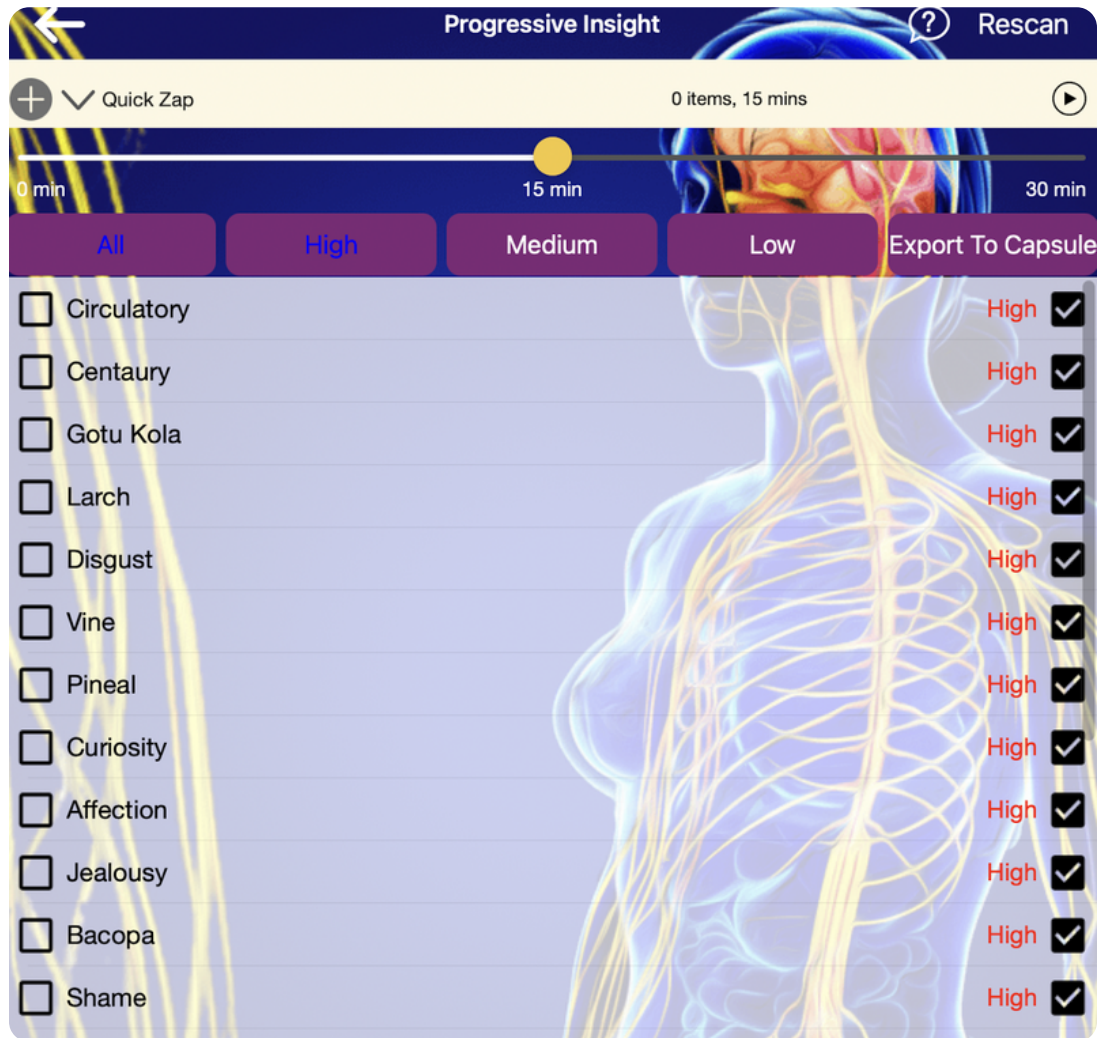 Progressive Insight ? Rescan
Quick Zap 0 items, 15 mins
0 min 15 min 30 min
All High Medium Low Export To Capsule
Circulatory High
Centaury High
Gotu Kola High
Larch High
Disgust High
Vine High
Pineal High
Curiosity High
Affection High
Jealousy High
Bacopa High
Shame High